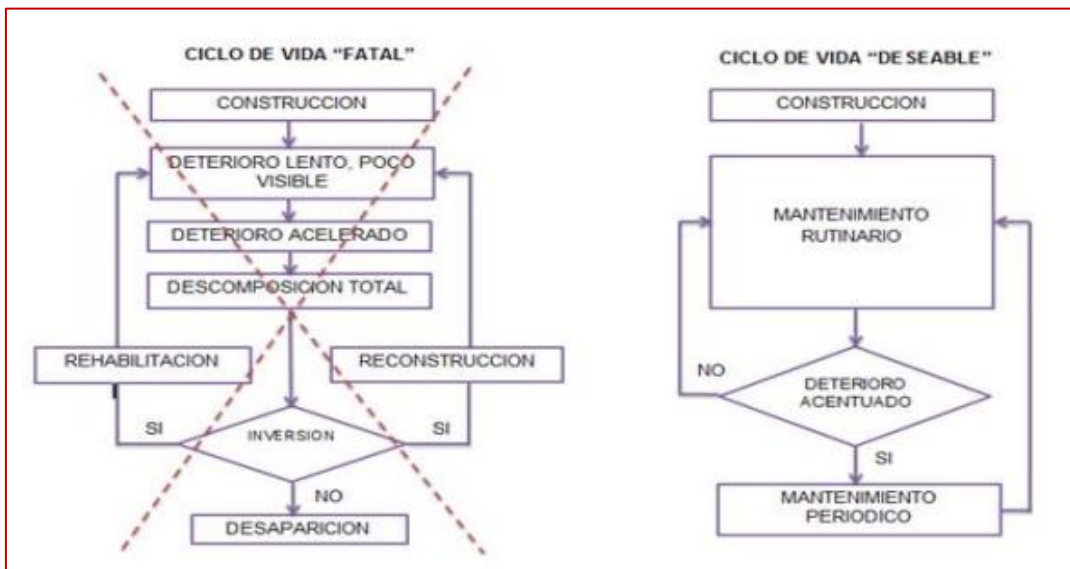 CICLO DE VIDA “FATAL”
CONSTRUCCION
DETERIORO LENTO, POCO
VISIBLE
DETERIORO ACELERADO
DESCOMPOSICION TOTAL
REHABILITACION
RECONSTRUCCION
SI
INVERSION
SI
NO
DESAPARICION
CICLO DE VIDA “DESEABLE”
CONSTRUCCION
MANTENIMIENTO
RUTINARIO
NO
DETERIORO
ACENTUADO
SI
MANTENIMIENTO
PERIODICO